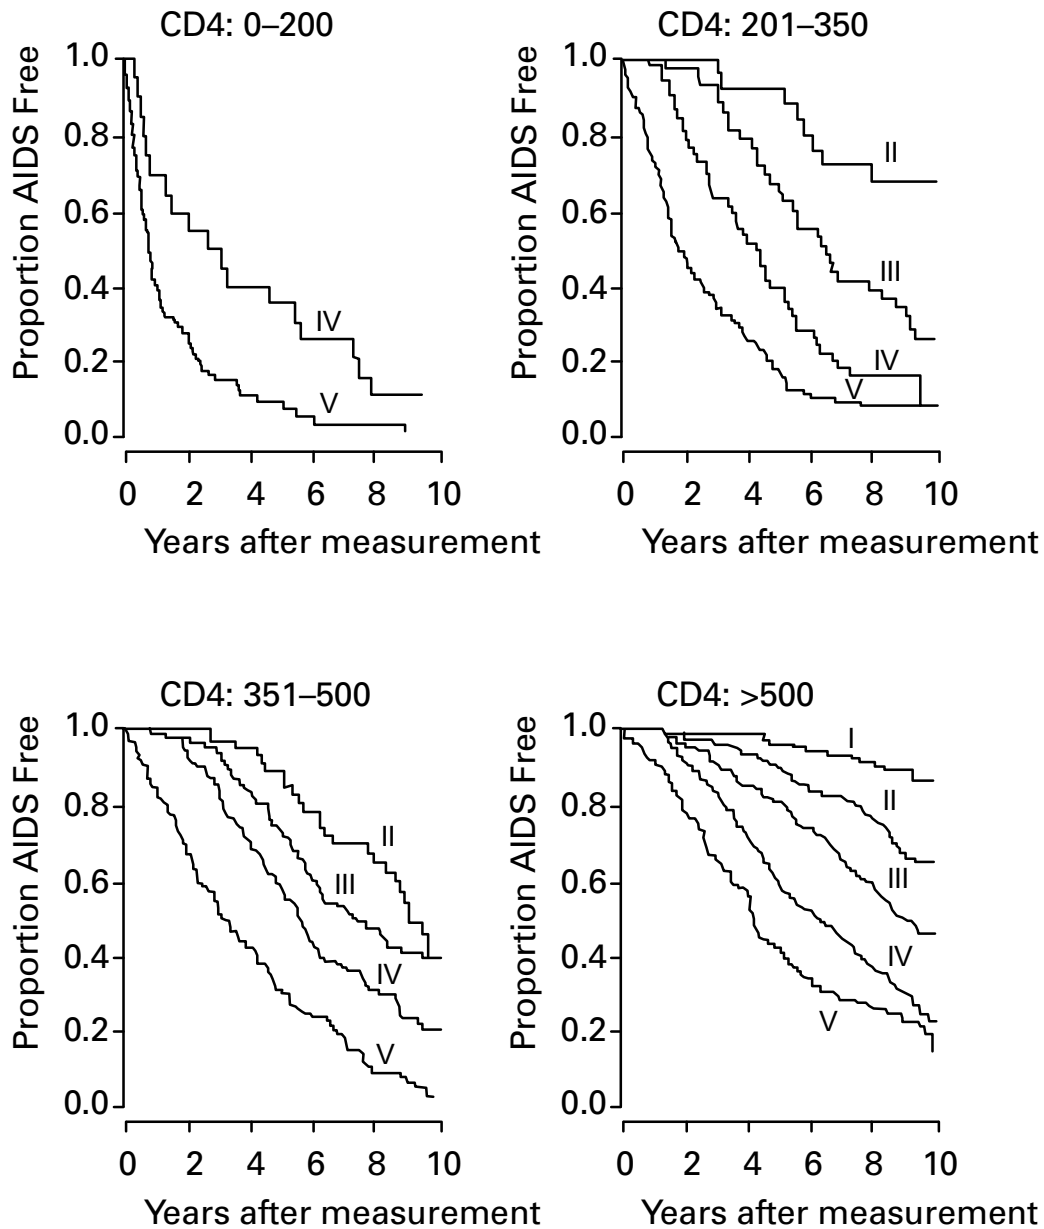 CD4: 0–200
Proportion AIDS Free
1.0
0.8
0.6
0.4
0.2
0.0
IV
V
0 2 4 6 8 10
Years after measurement
CD4: 201–350
Proportion AIDS Free
1.0
0.8
0.6
0.4
0.2
0.0
II
III
IV
V
0 2 4 6 8 10
Years after measurement
CD4: 351–500
Proportion AIDS Free
1.0
0.8
0.6
0.4
0.2
0.0
II
III
IV
V
0 2 4 6 8 10
Years after measurement
CD4: >500
Proportion AIDS Free
1.0
0.8
0.6
0.4
0.2
0.0
I
II
III
IV
V
0 2 4 6 8 10
Years after measurement